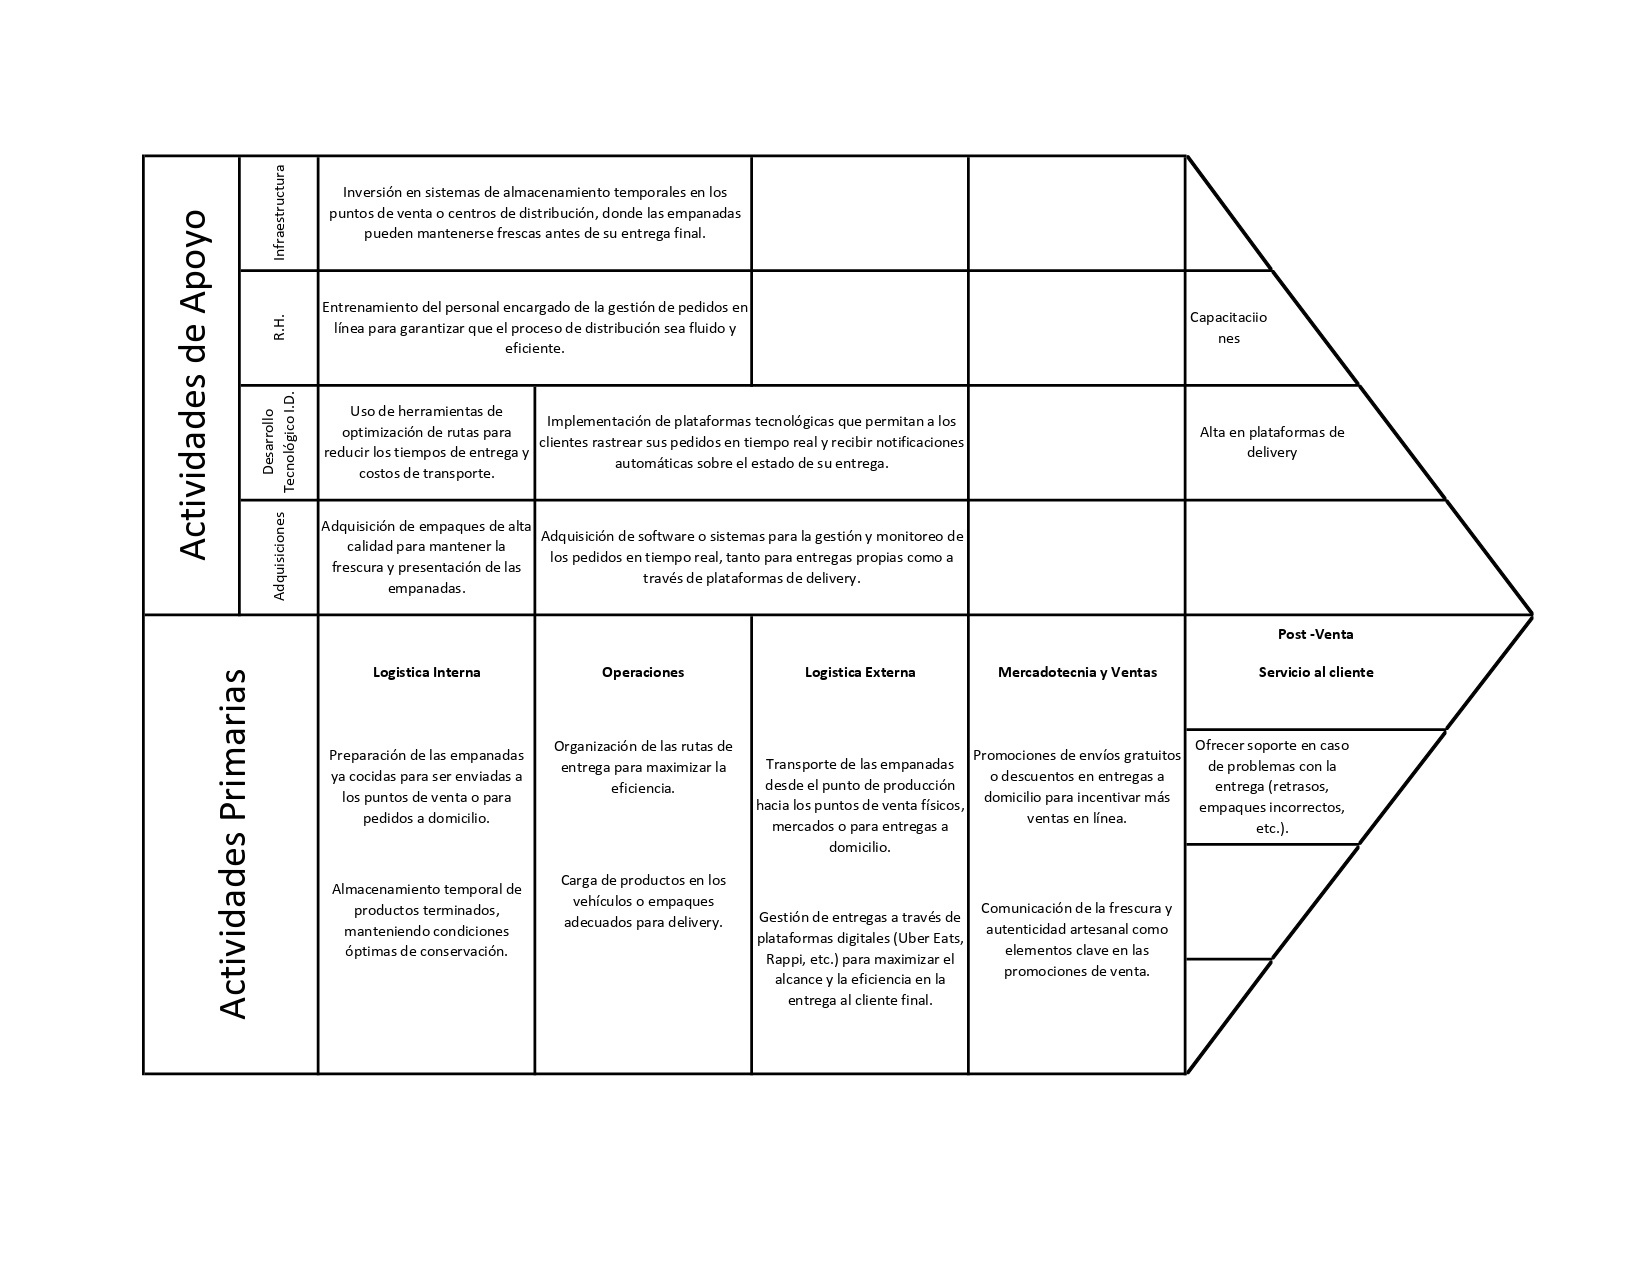 Actividades de Apoyo
Infraestructura
Inversión en sistemas de almacenamiento temporales en los
puntos de venta o centros de distribución, donde las empanadas
pueden mantenerse frescas antes de su entrega final.
R.H.
Entrenamiento del personal encargado de la gestión de pedidos en
línea para garantizar que el proceso de distribución sea fluido y
eficiente.
Capacitaciio
nes
Desarrollo
Tecnológico I.D.
Uso de herramientas de
optimización de rutas para
reducir los tiempos de entrega y
costos de transporte.
Implementación de plataformas tecnológicas que permitan a los
clientes rastrear sus pedidos en tiempo real y recibir notificaciones
automáticas sobre el estado de su entrega.
Alta en plataformas de
delivery
Adquisiciones
Adquisición de empaques de alta
calidad para mantener la
frescura y presentación de las
empanadas.
Adquisición de software o sistemas para la gestión y monitoreo de
los pedidos en tiempo real, tanto para entregas propias como a
través de plataformas de delivery.
Actividades Primarias
Logistica Interna
Preparación de las empanadas
ya cocidas para ser enviadas a
los puntos de venta o para
pedidos a domicilio.
Almacenamiento temporal de
productos terminados,
manteniendo condiciones
óptimas de conservación.
Operaciones
Organización de las rutas de
entrega para maximizar la
eficiencia.
Carga de productos en los
vehículos o empaques
adecuados para delivery.
Logistica Externa
Transporte de las empanadas
desde el punto de producción
hacia los puntos de venta físicos,
mercados o para entregas a
domicilio.
Gestión de entregas a través de
plataformas digitales (Uber Eats,
Rappi, etc.) para maximizar el
alcance y la eficiencia en la
entrega al cliente final.
Mercadotecnia y Ventas
Promociones de envíos gratuitos
o descuentos en entregas a
domicilio para incentivar más
ventas en línea.
Comunicación de la frescura y
autenticidad artesanal como
elementos clave en las
promociones de venta.
Post -Venta
Servicio al cliente
Ofrecer soporte en caso
de problemas con la
entrega (retrasos,
empaques incorrectos,
etc.).